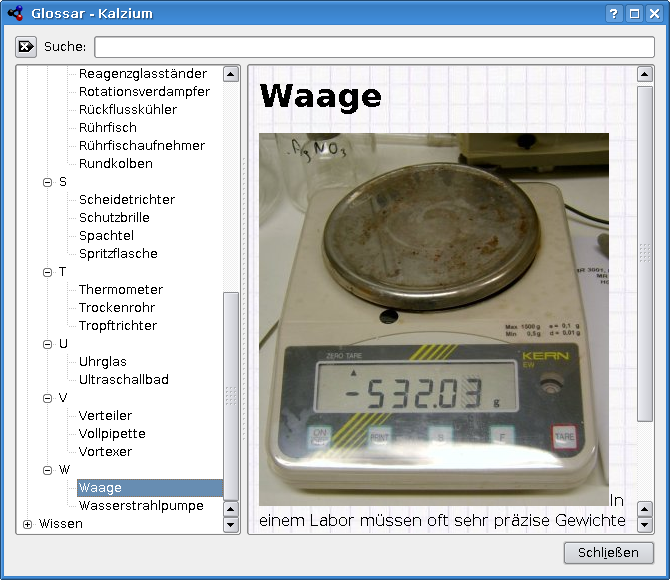 Glossar - Kalzium
Suche:
Reagenzglasständer
Rotationsverdampfer
Rückflusskühler
Rührfisch
Rührfischaufnehmer
Rundkolben
S
Scheidetrichter
Schutzbrille
Spachtel
Spritzflasche
T
Thermometer
Trockenrohr
Tropftrichter
U
Uhrglas
Ultraschallbad
V
Verteiler
Vollpipette
Vortexer
W
Waage
Wasserstrahlpumpe
Wissen
Waage
AgNO3
Max 1500 g e = 0,1 g
Min 0,5 g d = 0,01 g
ZERO TARE
KERN
EW
-532.03 g
PRINT
S
F
TARE
In
einem Labor müssen oft sehr präzise Gewichte
Schließen